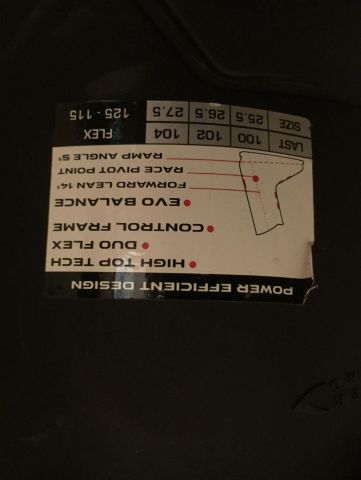 POWER EFFICIENT DESIGN
• HIGH TOP TECH
• DUO FLEX
• CONTROL FRAME
• EVO BALANCE
FORWARD LEAN 14°
RACE PIVOT POINT
RAMP ANGLE 5°
LAST 100 102 104 FLEX
SIZE 25.5 26.5 27.5 125 - 115